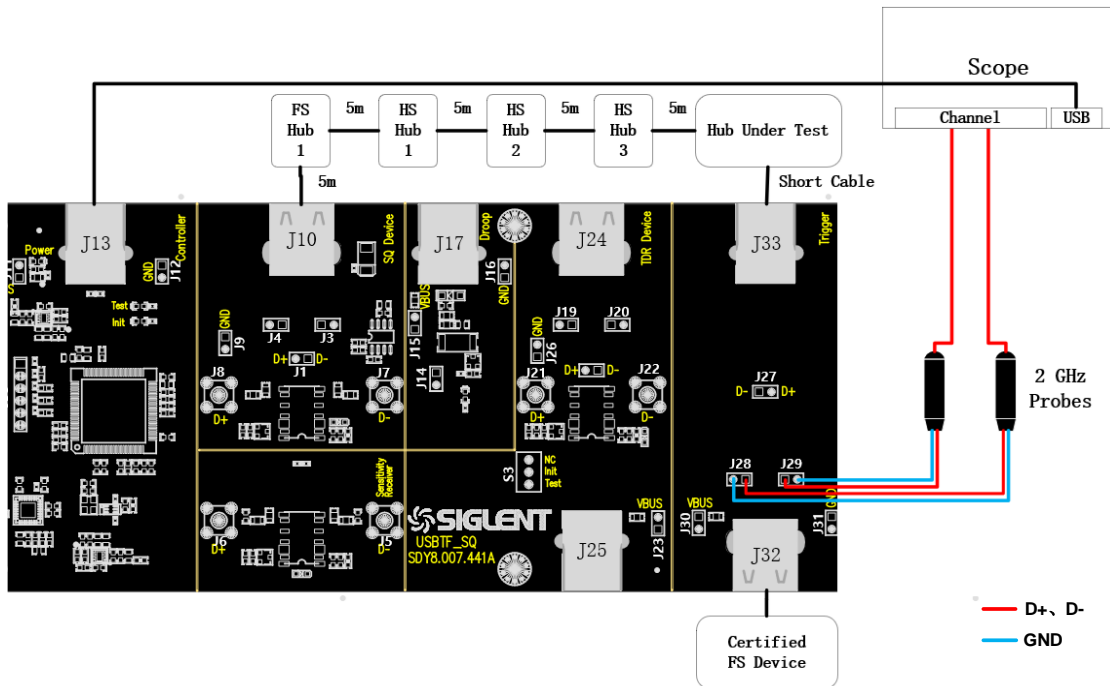 Scope
Channel
USB
FS
Hub
1
5m
HS
Hub
1
5m
HS
Hub
2
5m
HS
Hub
3
5m
Hub Under Test
5m
Short Cable
J13
Power
Controller
GND
J12
Test
Init
J10
SQ Device
GND
J9
J4
J3
D+
D-
J1
J8
D+
J7
D-
J17
Droop
J16
GND
VBUS
J15
J14
J24
TDR Device
J19
J20
GND
J26
D+
D-
J21
D+
J22
D-
J33
Trigger
J27
D-
D+
2 GHz
Probes
J28
J29
S3
NC
Init
Test
Sensitivity
Receiver
J6
D+
J5
D-
SIGLENT
USBTF_SQ
SDY8.007.441A
J25
VBUS
J23
VBUS
J30
J32
GND
J31
Certified
FS Device
D+、D-
GND